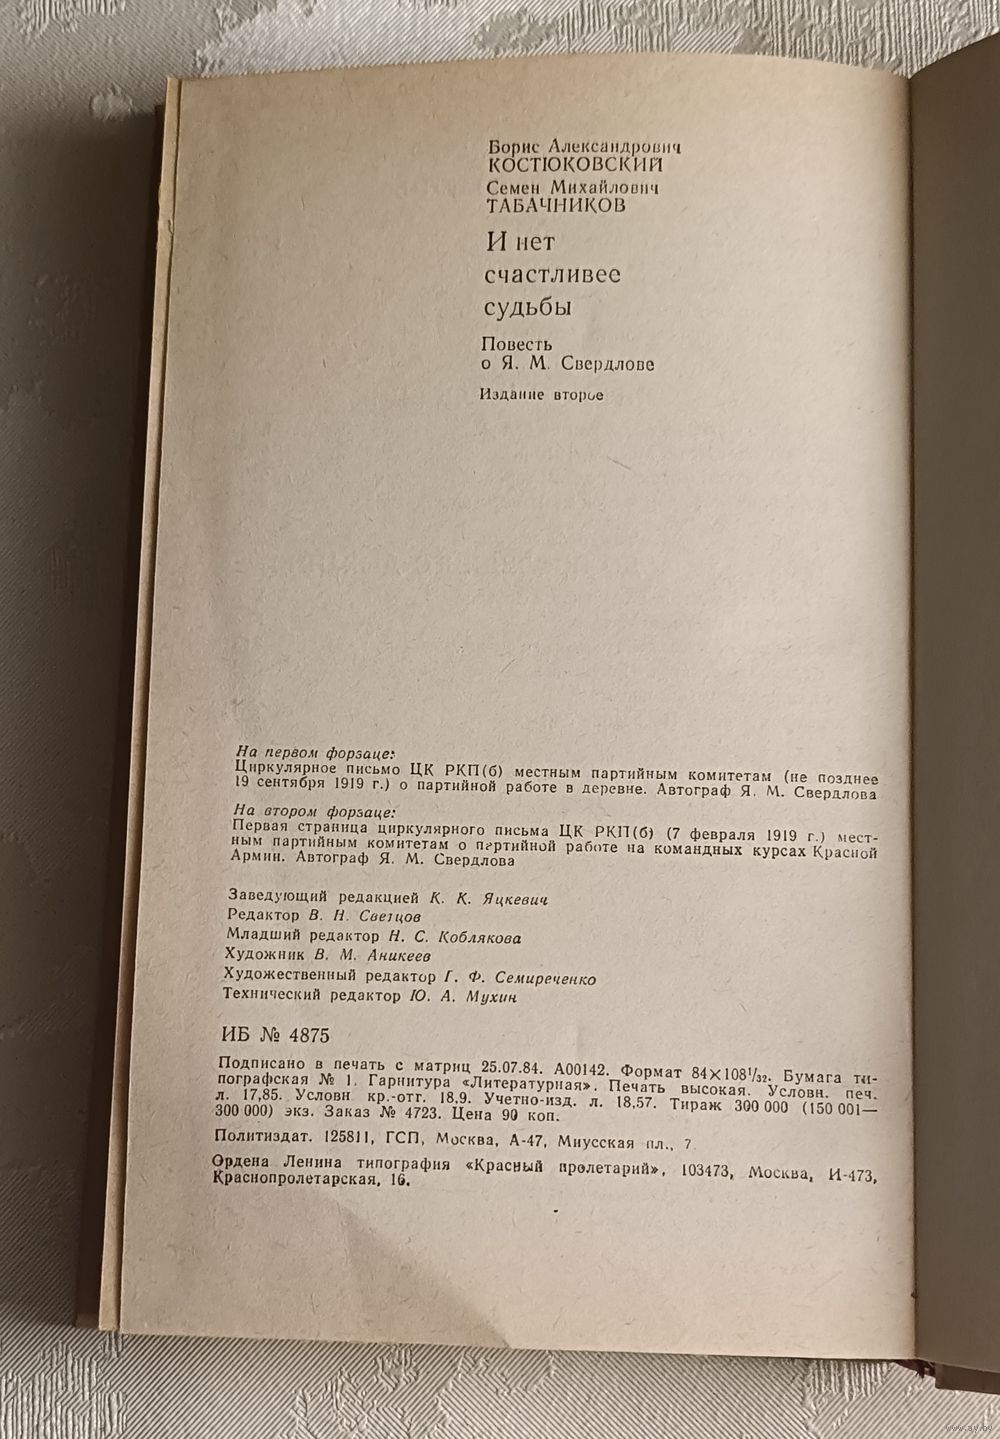 Борис Александрович
КОСТЮКОВСКИЙ
Семен Михайлович
ТАБАЧНИКОВ
И нет
счастливее
судьбы
Повесть
о Я. М. Свердлове
Издание второе
На первом форзаце:
Циркулярное письмо ЦК РКП(б) местным партийным комитетам (не позднее
19 сентября 1919 г.) о партийной работе в деревне. Автограф Я. М. Свердлова
На втором форзаце:
Первая страница циркулярного письма ЦК РКП(б) (7 февраля 1919 г.) мест-
ным партийным комитетам о партийной работе на командных курсах Красной
Армии. Автограф Я. М. Свердлова
Заведующий редакцией К. К. Яцкевич
Редактор В. Н. Светцов
Младший редактор Н. С. Коблякова
Художник В. М. Аникеев
Художественный редактор Г. Ф. Семиреченко
Технический редактор Ю. А. Мухин
ИБ № 4875
Подписано в печать с матриц 25.07.84. А00142. Формат 84×108¹/₃₂. Бумага ти-
пографская № 1. Гарнитура «Литературная». Печать высокая. Условн. печ.
л. 17,85. Условн кр.-отт. 18,9. Учетно-изд. л. 18,57. Тираж 300 000 (150 001—
300 000) экз. Заказ № 4723. Цена 90 коп.
Политиздат. 125811, ГСП, Москва, А-47, Миусская пл., 7.
Ордена Ленина типография «Красный пролетарий», 103473, Москва, И-473,
Краснопролетарская, 16.
www.ay.by